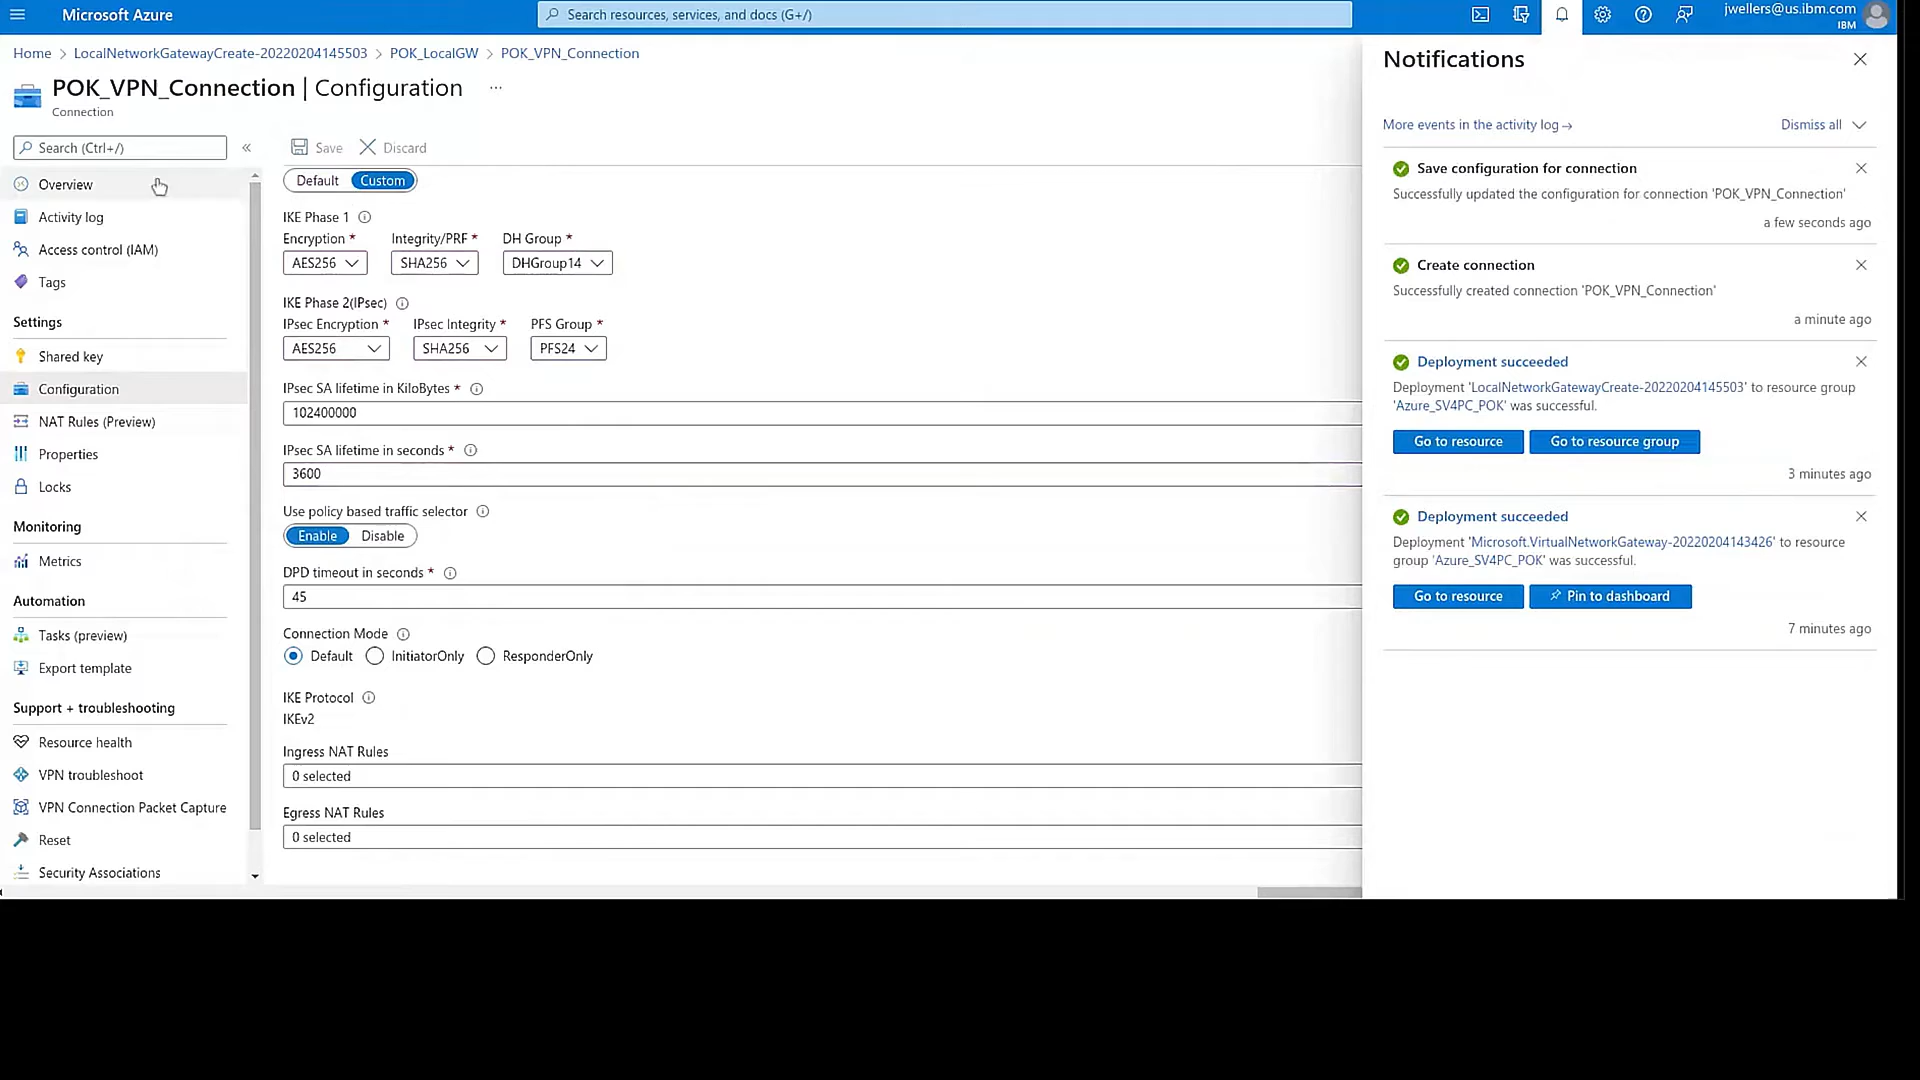 Microsoft Azure
Search resources, services, and docs (G+/)
jwellers@us.ibm.com
IBM
Home > LocalNetworkGatewayCreate-20220204145503 > POK_LocalGW > POK_VPN_Connection
POK_VPN_Connection | Configuration ...
Connection
Search (Ctrl+/) «
Overview
Activity log
Access control (IAM)
Tags
Settings
Shared key
Configuration
NAT Rules (Preview)
Properties
Locks
Monitoring
Metrics
Automation
Tasks (preview)
Export template
Support + troubleshooting
Resource health
VPN troubleshoot
VPN Connection Packet Capture
Reset
Security Associations
Save Discard
Default Custom
IKE Phase 1
Encryption * Integrity/PRF * DH Group *
AES256 SHA256 DHGroup14
IKE Phase 2(IPsec)
IPsec Encryption * IPsec Integrity * PFS Group *
AES256 SHA256 PFS24
IPsec SA lifetime in KiloBytes *
102400000
IPsec SA lifetime in seconds *
3600
Use policy based traffic selector
Enable Disable
DPD timeout in seconds *
45
Connection Mode
Default InitiatorOnly ResponderOnly
IKE Protocol
IKEv2
Ingress NAT Rules
0 selected
Egress NAT Rules
0 selected
Notifications
More events in the activity log → Dismiss all
Save configuration for connection
Successfully updated the configuration for connection 'POK_VPN_Connection'
a few seconds ago
Create connection
Successfully created connection 'POK_VPN_Connection'
a minute ago
Deployment succeeded
Deployment 'LocalNetworkGatewayCreate-20220204145503' to resource group
'Azure_SV4PC_POK' was successful.
Go to resource Go to resource group
3 minutes ago
Deployment succeeded
Deployment 'Microsoft.VirtualNetworkGateway-20220204143426' to resource
group 'Azure_SV4PC_POK' was successful.
Go to resource Pin to dashboard
7 minutes ago